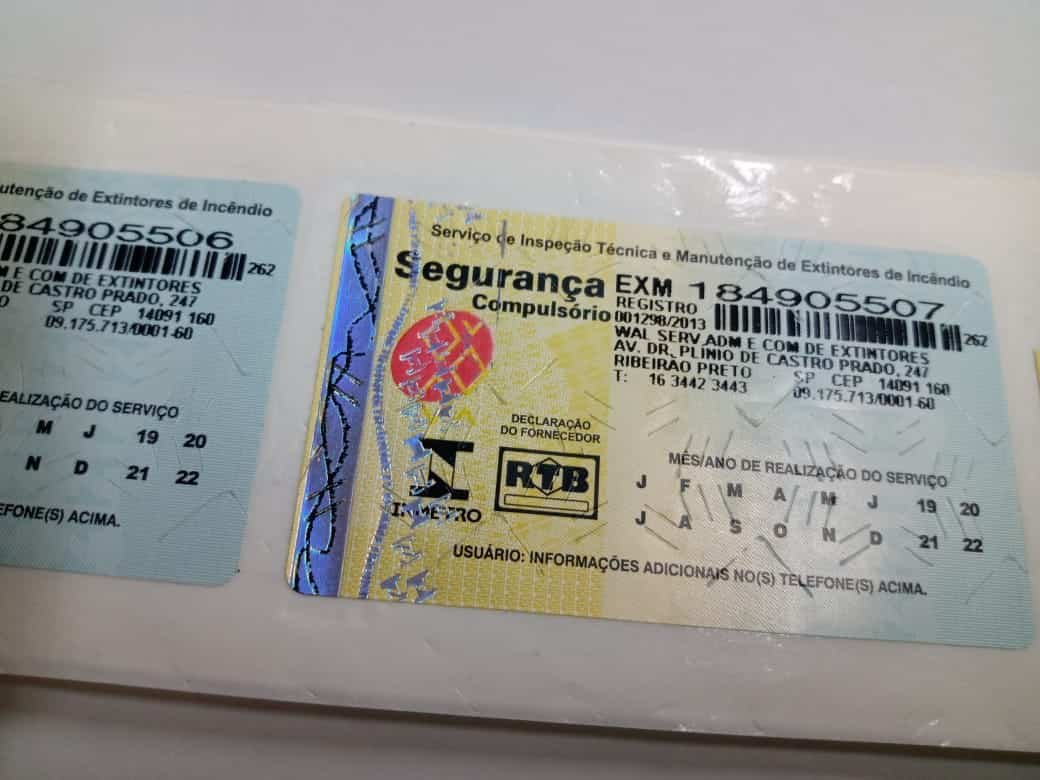 utenção de Extintores de Incêndio
84905506
262
M E COM DE EXTINTORES
DE CASTRO PRADO, 247
O SP CEP 14091 160
09.175.713/0001-60
EALIZAÇÃO DO SERVIÇO
M J 19 20
N D 21 22
EFONE(S) ACIMA.
Serviço de Inspeção Técnica e Manutenção de Extintores de Incêndio
Segurança
Compulsório
EXM 184905507
REGISTRO
001298/2013
262
WAL SERV ADM E COM DE EXTINTORES
AV. DR. PLINIO DE CASTRO PRADO, 247
RIBEIRÃO PRETO SP CEP 14091 160
T: 16 3442 3443 09.175.713/0001-60
DECLARAÇÃO
DO FORNECEDOR
RTB
INMETRO
MÊS/ANO DE REALIZAÇÃO DO SERVIÇO
J F M A M J 19 20
J A S O N D 21 22
USUÁRIO: INFORMAÇÕES ADICIONAIS NO(S) TELEFONE(S) ACIMA.